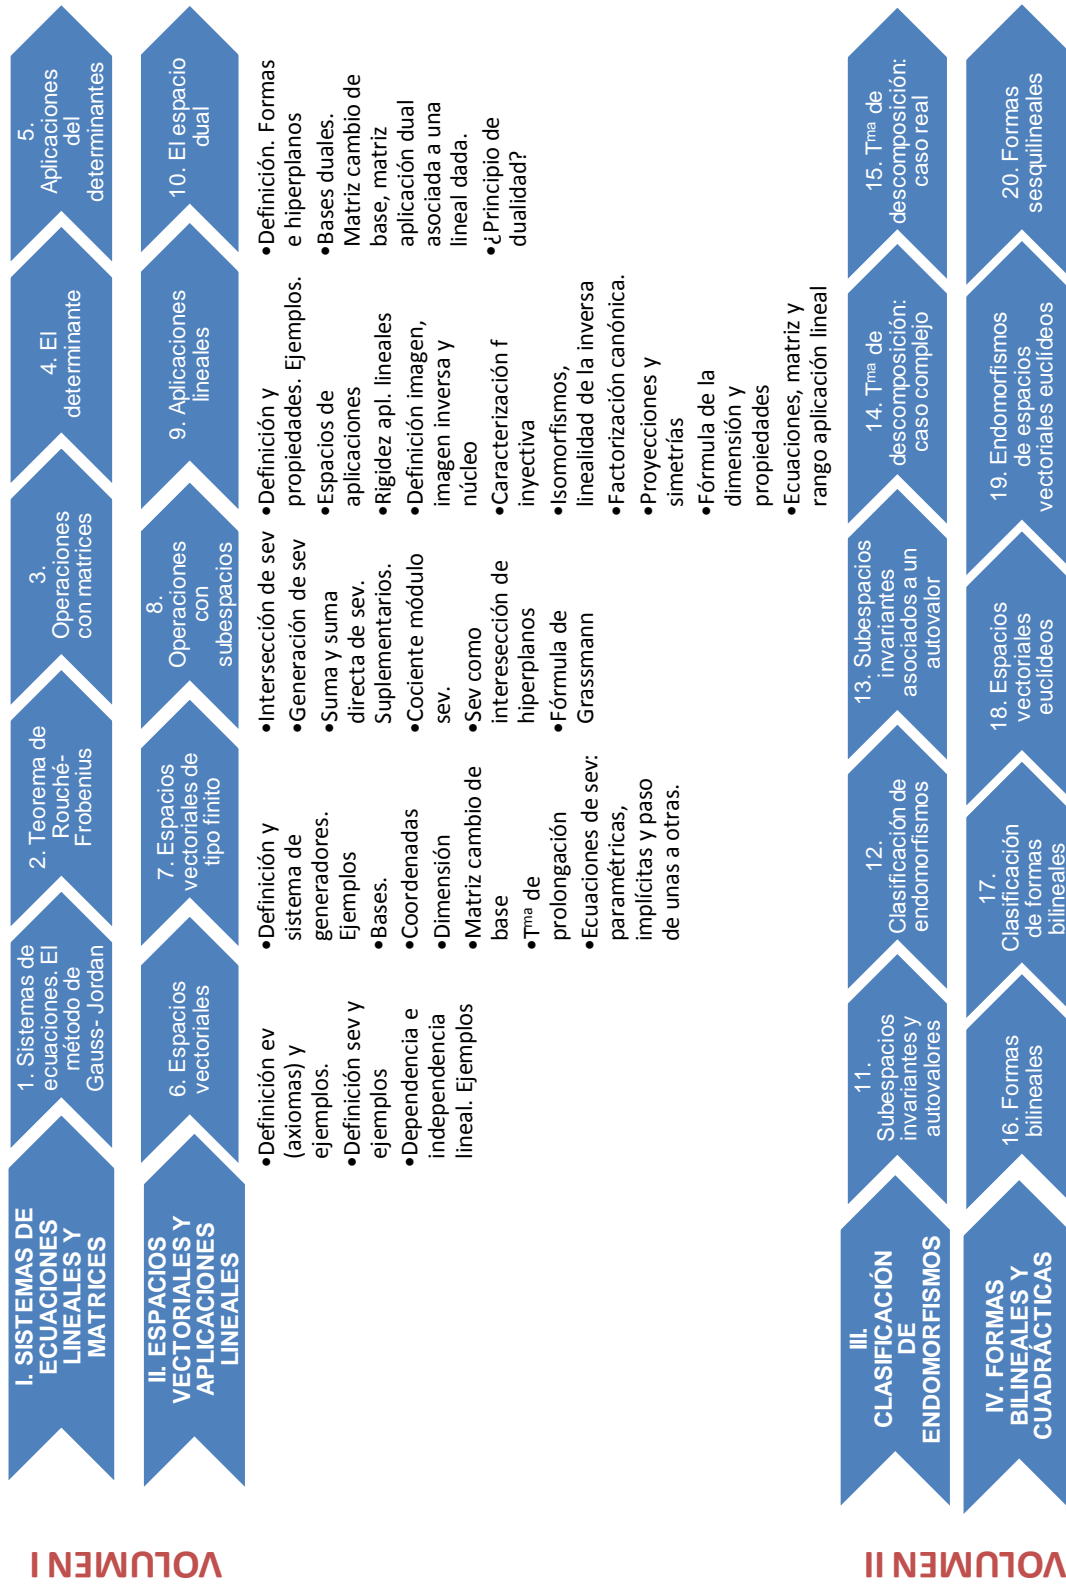 VOLUMEN I
I. SISTEMAS DE
ECUACIONES
LINEALES Y
MATRICES
1. Sistemas de
ecuaciones. El
método de
Gauss- Jordan
2. Teorema de
Rouché-
Frobenius
3.
Operaciones
con matrices
4. El
determinante
5.
Aplicaciones
del
determinantes
II. ESPACIOS
VECTORIALES Y
APLICACIONES
LINEALES
6. Espacios
vectoriales
7. Espacios
vectoriales de
tipo finito
8.
Operaciones
con
subespacios
9. Aplicaciones
lineales
10. El espacio
dual
•Definición ev
(axiomas) y
ejemplos.
•Definición sev y
ejemplos
•Dependencia e
independencia
lineal. Ejemplos
•Definición y
sistema de
generadores.
Ejemplos
•Bases.
•Coordenadas
•Dimensión
•Matriz cambio de
base
•Tᵐᵃ de
prolongación
•Ecuaciones de sev:
paramétricas,
implícitas y paso
de unas a otras.
•Intersección de sev
•Generación de sev
•Suma y suma
directa de sev.
Suplementarios.
•Cociente módulo
sev.
•Sev como
interesección de
hiperplanos
•Fórmula de
Grassmann
•Definición y
propiedades. Ejemplos.
•Espacios de
aplicaciones
•Rigidez apl. lineales
•Definición imagen,
imagen inversa y
núcleo
•Caracterización f
inyectiva
•Isomorfismos,
linealidad de la inversa
•Factorización canónica.
•Proyecciones y
simetrías
•Fórmula de la
dimensión y
propiedades
•Ecuaciones, matriz y
rango aplicación lineal
•Definición. Formas
e hiperplanos
•Bases duales.
Matriz cambio de
base, matriz
aplicación dual
asociada a una
lineal dada.
•¿Principio de
dualidad?
VOLUMEN II
III.
CLASIFICACIÓN
DE
ENDOMORFISMOS
11.
Subespacios
invariantes y
autovalores
12.
Clasificación de
endomorfismos
13. Subespacios
invariantes
asociados a un
autovalor
14. Tᵐᵃ de
descomposición:
caso complejo
15. Tᵐᵃ de
descomposición:
caso real
IV. FORMAS
BILINEALES Y
CUADRÁCTICAS
16. Formas
bilineales
17.
Clasificación
de formas
bilineales
18. Espacios
vectoriales
euclídeos
19. Endomorfismos
de espacios
vectoriales euclídeos
20. Formas
sesquilineales